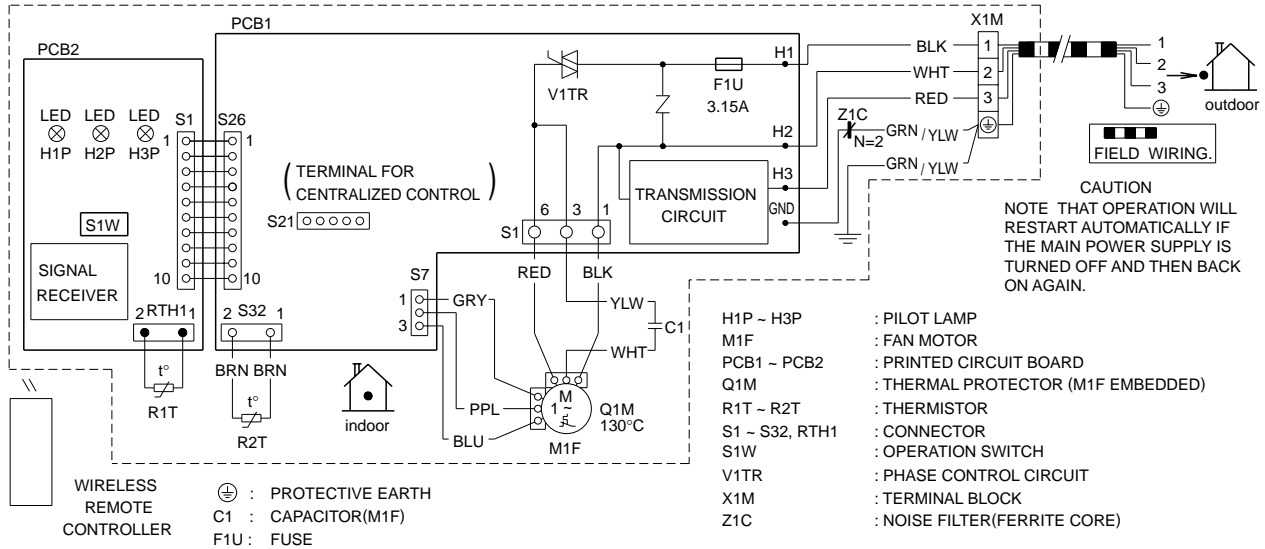 PCB2
PCB1
X1M
LED LED LED
H1P H2P H3P
S1 S26
1 1
10 10
S1W
SIGNAL
RECEIVER
2 RTH1 1
2 S32 1
BRN BRN
t°
R1T
t°
R2T
( TERMINAL FOR
CENTRALIZED CONTROL )
S21
V1TR
F1U
3.15A
H1
H2
H3
GND
TRANSMISSION
CIRCUIT
6 3 1
S1
RED BLK
S7
1
3
GRY
PPL
BLU
YLW
C1
WHT
M
1 ~
Q1M
130°C
M1F
indoor
BLK 1
WHT 2
RED 3
Z1C
N=2
GRN / YLW
GRN / YLW
1
2
3
outdoor
FIELD WIRING.
CAUTION
NOTE THAT OPERATION WILL
RESTART AUTOMATICALLY IF
THE MAIN POWER SUPPLY IS
TURNED OFF AND THEN BACK
ON AGAIN.
WIRELESS
REMOTE
CONTROLLER
: PROTECTIVE EARTH
C1 : CAPACITOR(M1F)
F1U : FUSE
H1P ~ H3P : PILOT LAMP
M1F : FAN MOTOR
PCB1 ~ PCB2 : PRINTED CIRCUIT BOARD
Q1M : THERMAL PROTECTOR (M1F EMBEDDED)
R1T ~ R2T : THERMISTOR
S1 ~ S32, RTH1 : CONNECTOR
S1W : OPERATION SWITCH
V1TR : PHASE CONTROL CIRCUIT
X1M : TERMINAL BLOCK
Z1C : NOISE FILTER(FERRITE CORE)